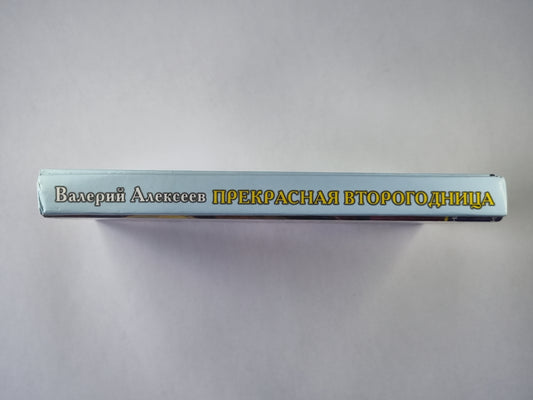 Валерий Алексеев ПРЕКРАСНАЯ ВТОРОГОДНИЦА